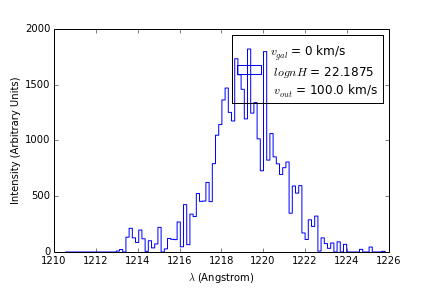 2000
1500
1000
500
0
Intensity (Arbitrary Units)
v_gal = 0 km/s
lognH = 22.1875
v_out = 100.0 km/s
1210 1212 1214 1216 1218 1220 1222 1224 1226
λ (Angstrom)